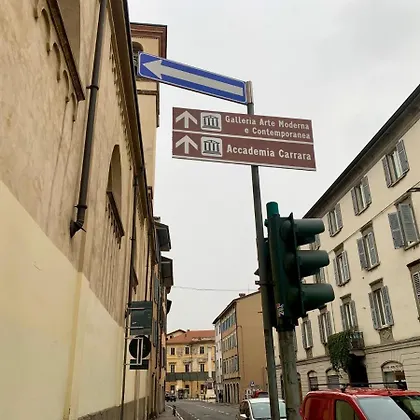 Galleria Arte Moderna
e Contemporanea
Accademia Carrara